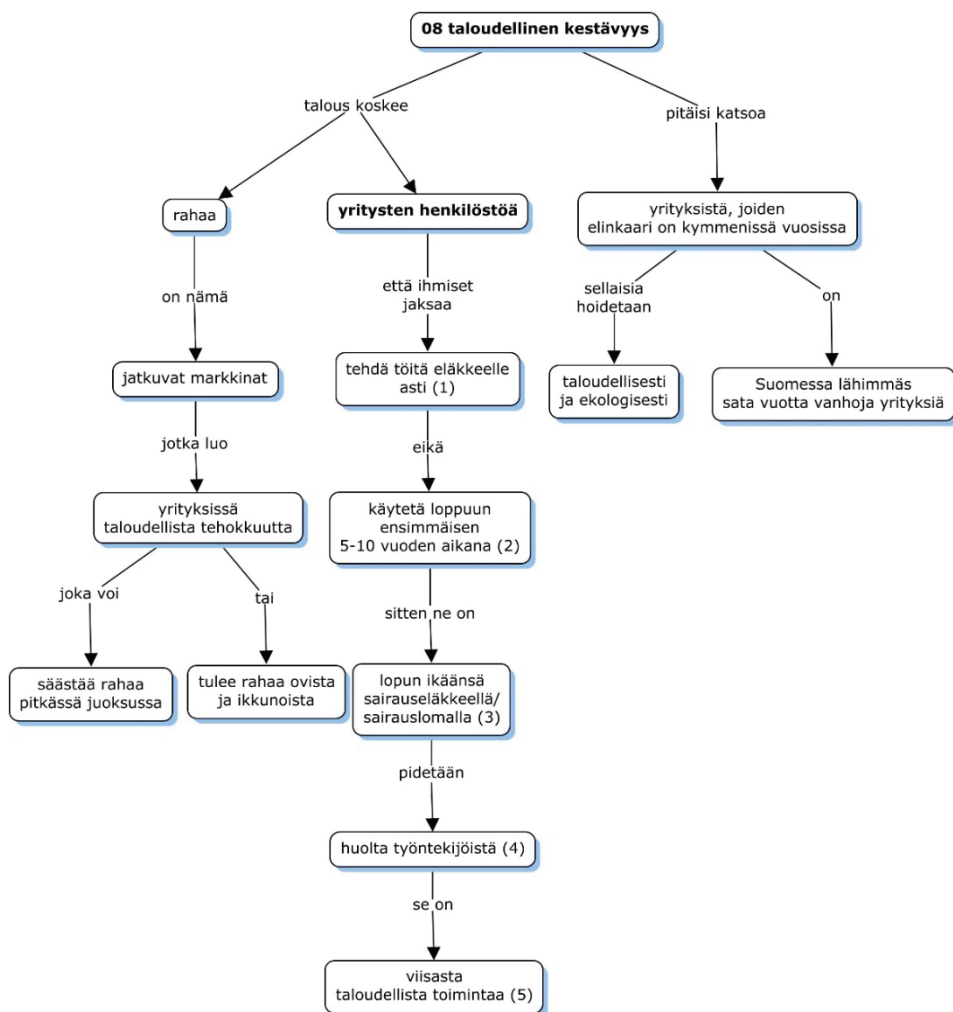 08 taloudellinen kestävyys
talous koskee
pitäisi katsoa
rahaa
yritysten henkilöstöä
yrityksistä, joiden
elinkaari on kymmenissä vuosissa
on nämä
että ihmiset
jaksaa
sellaisia
hoidetaan
on
jatkuvat markkinat
tehdä töitä eläkkeelle
asti (1)
taloudellisesti
ja ekologisesti
Suomessa lähimmäs
sata vuotta vanhoja yrityksiä
jotka luo
eikä
yrityksissä
taloudellista tehokkuutta
käytetä loppuun
ensimmäisen
5-10 vuoden aikana (2)
joka voi
tai
sitten ne on
säästää rahaa
pitkässä juoksussa
tulee rahaa ovista
ja ikkunoista
lopun ikäänsä
sairauseläkkeellä/
sairauslomalla (3)
pidetään
huolta työntekijöistä (4)
se on
viisasta
taloudellista toimintaa (5)